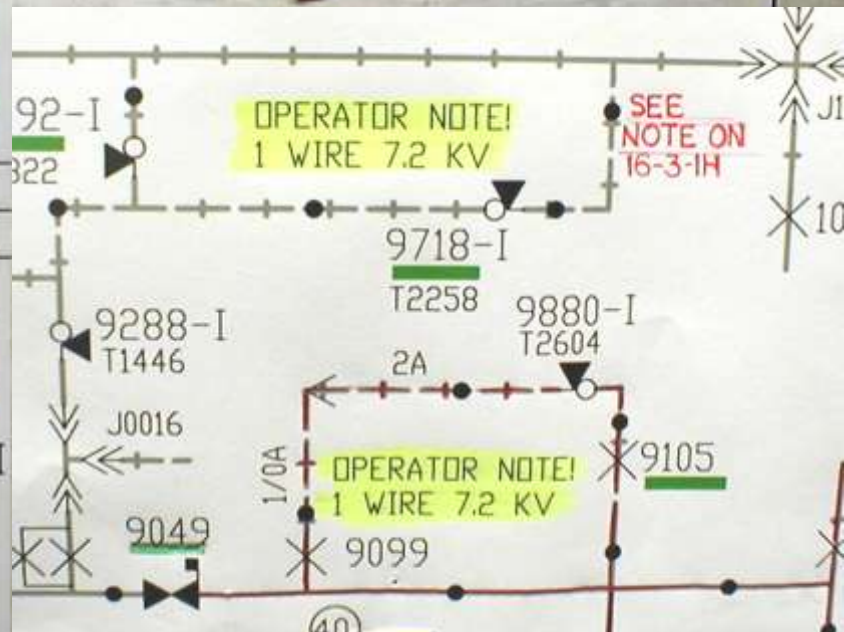 92-I
322
OPERATOR NOTE!
1 WIRE 7.2 KV
SEE
NOTE ON
16-3-1H
J1
10
9718-I
T2258
9880-I
T2604
9288-I
T1446
2A
J0016
1/0A
OPERATOR NOTE!
1 WIRE 7.2 KV
9105
9049
9099
40